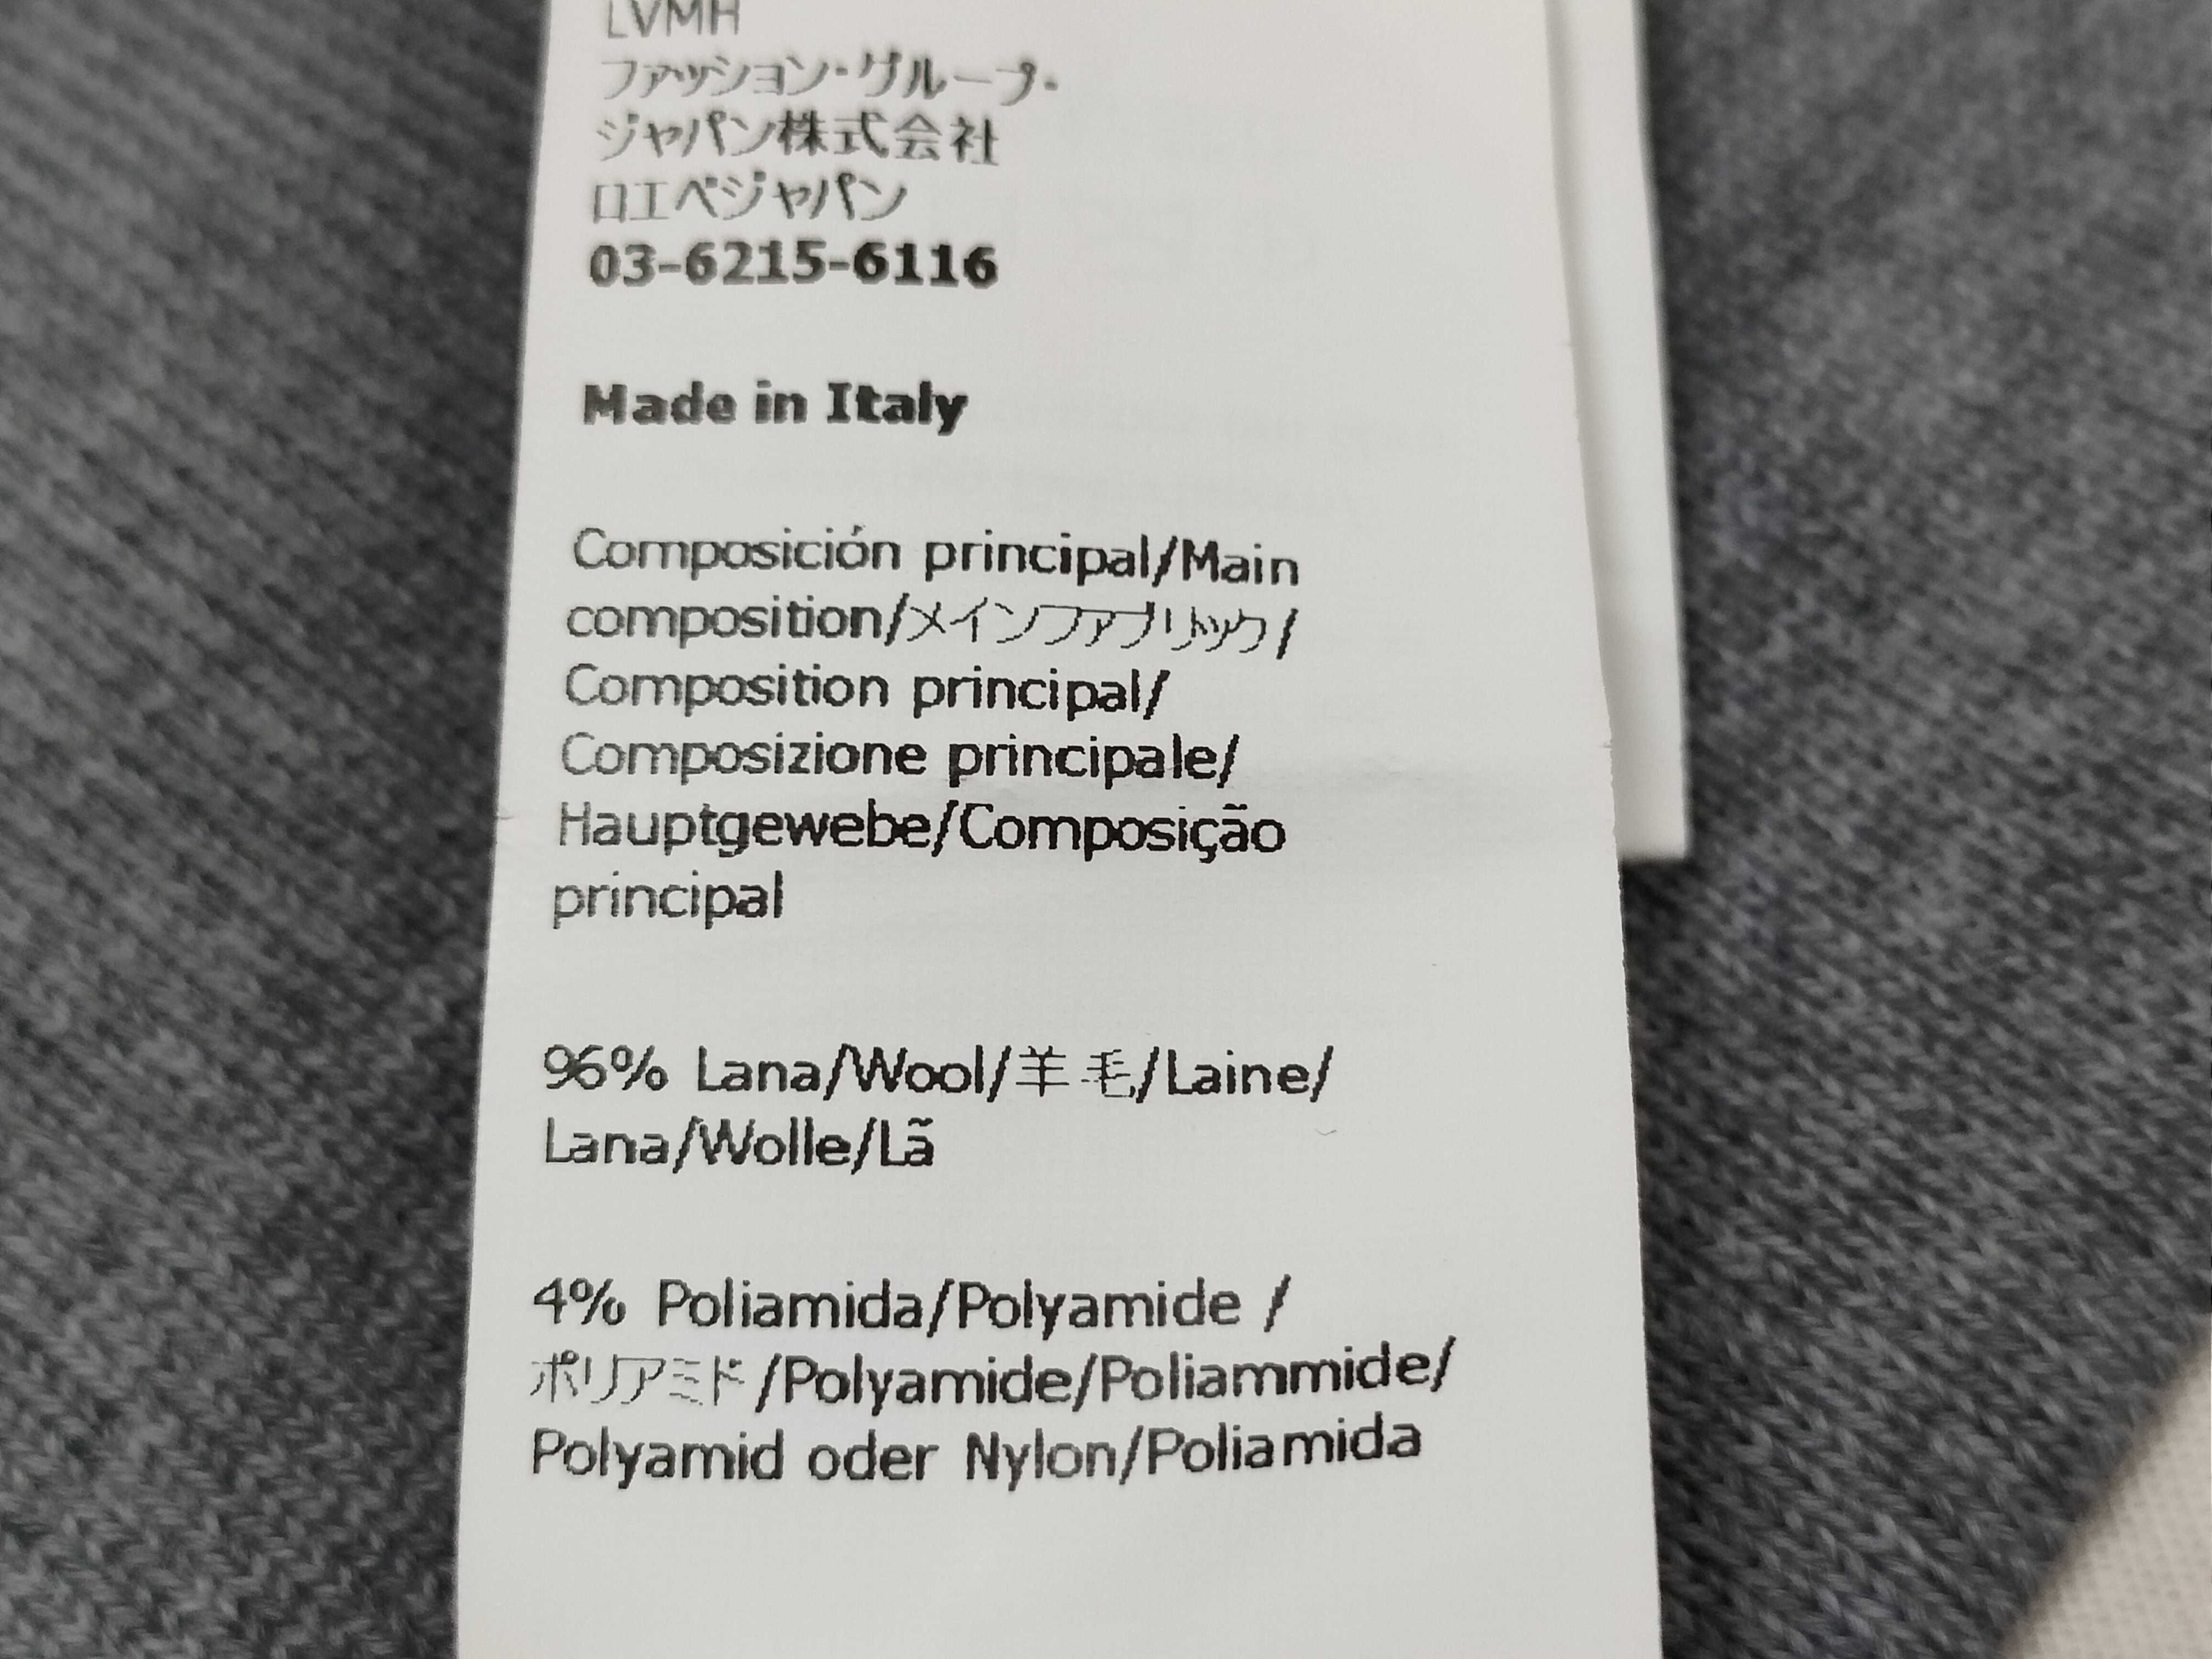 LVMH
ファッション・グループ・
ジャパン株式会社
ロエベジャパン
03-6215-6116
Made in Italy
Composición principal/Main
composition/メインファブリック/
Composition principal/
Composizione principale/
Hauptgewebe/Composição
principal
96% Lana/Wool/羊毛/Laine/
Lana/Wolle/Lã
4% Poliamida/Polyamide /
ポリアミド/Polyamide/Poliammide/
Polyamid oder Nylon/Poliamida